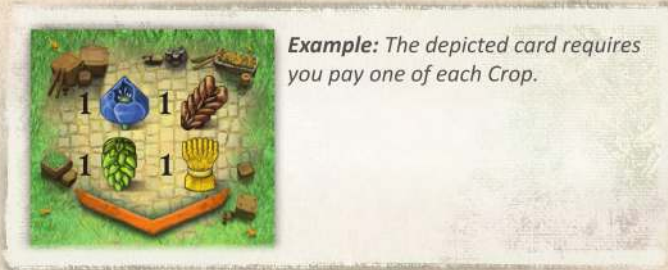 Example: The depicted card requires
you pay one of each Crop.
1 1
1 1